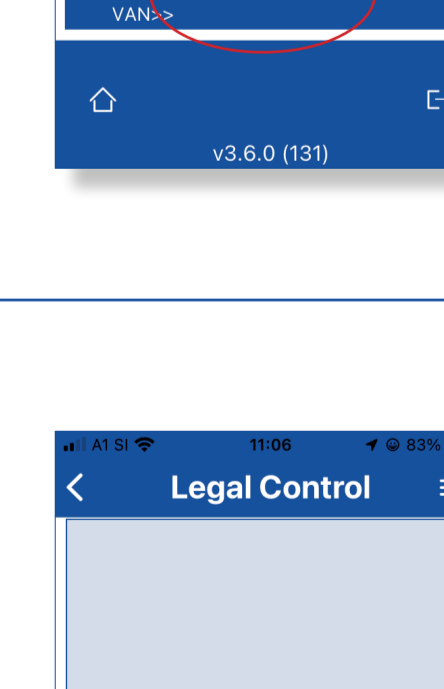 VAN>>
v3.6.0 (131)
A1 SI
11:06
83%
Legal Control